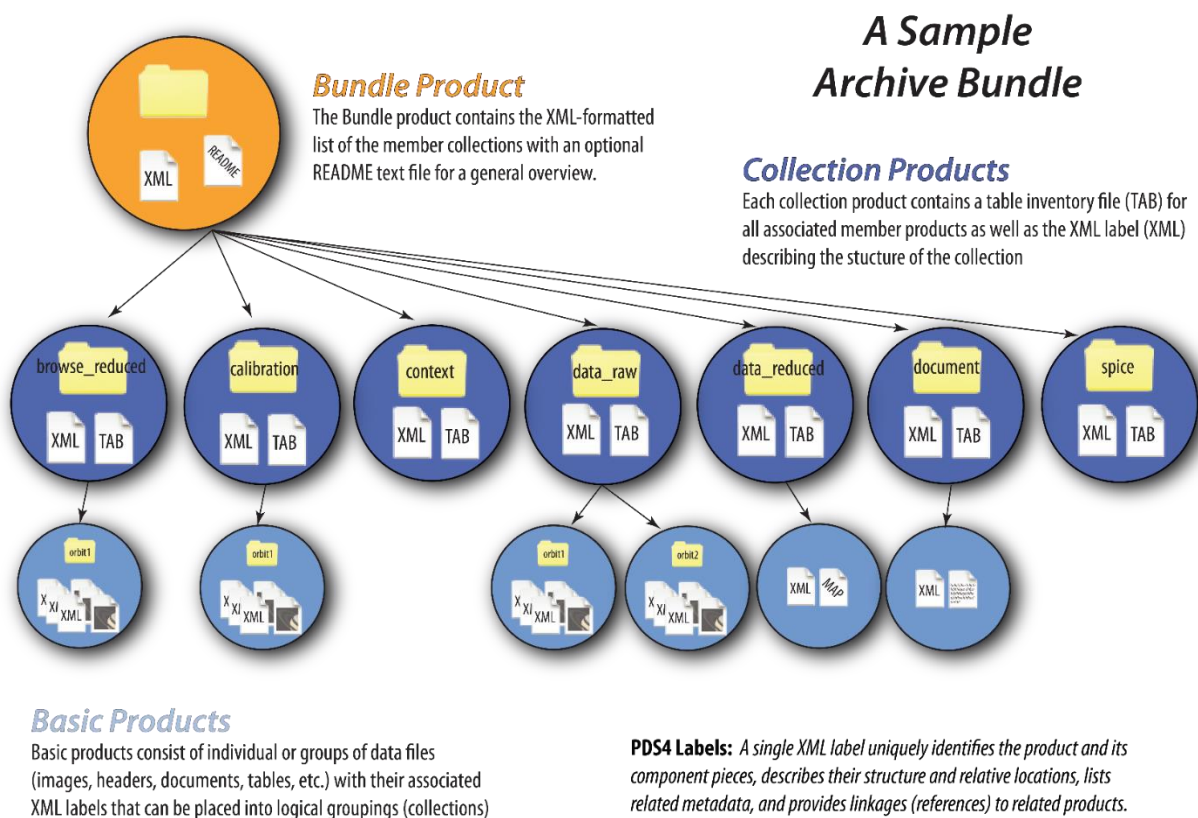 A Sample
Archive Bundle
Bundle Product
The Bundle product contains the XML-formatted
list of the member collections with an optional
README text file for a general overview.
XML
README
Collection Products
Each collection product contains a table inventory file (TAB) for
all associated member products as well as the XML label (XML)
describing the stucture of the collection
browse_reduced
XML TAB
calibration
XML TAB
context
XML TAB
data_raw
XML TAB
data_reduced
XML TAB
document
XML TAB
spice
XML TAB
orbit1
X XI XML
orbit1
X XI XML
orbit1
X XI XML
orbit2
X XI XML
XML MAP
XML
Basic Products
Basic products consist of individual or groups of data files
(images, headers, documents, tables, etc.) with their associated
XML labels that can be placed into logical groupings (collections)
PDS4 Labels: A single XML label uniquely identifies the product and its
component pieces, describes their structure and relative locations, lists
related metadata, and provides linkages (references) to related products.